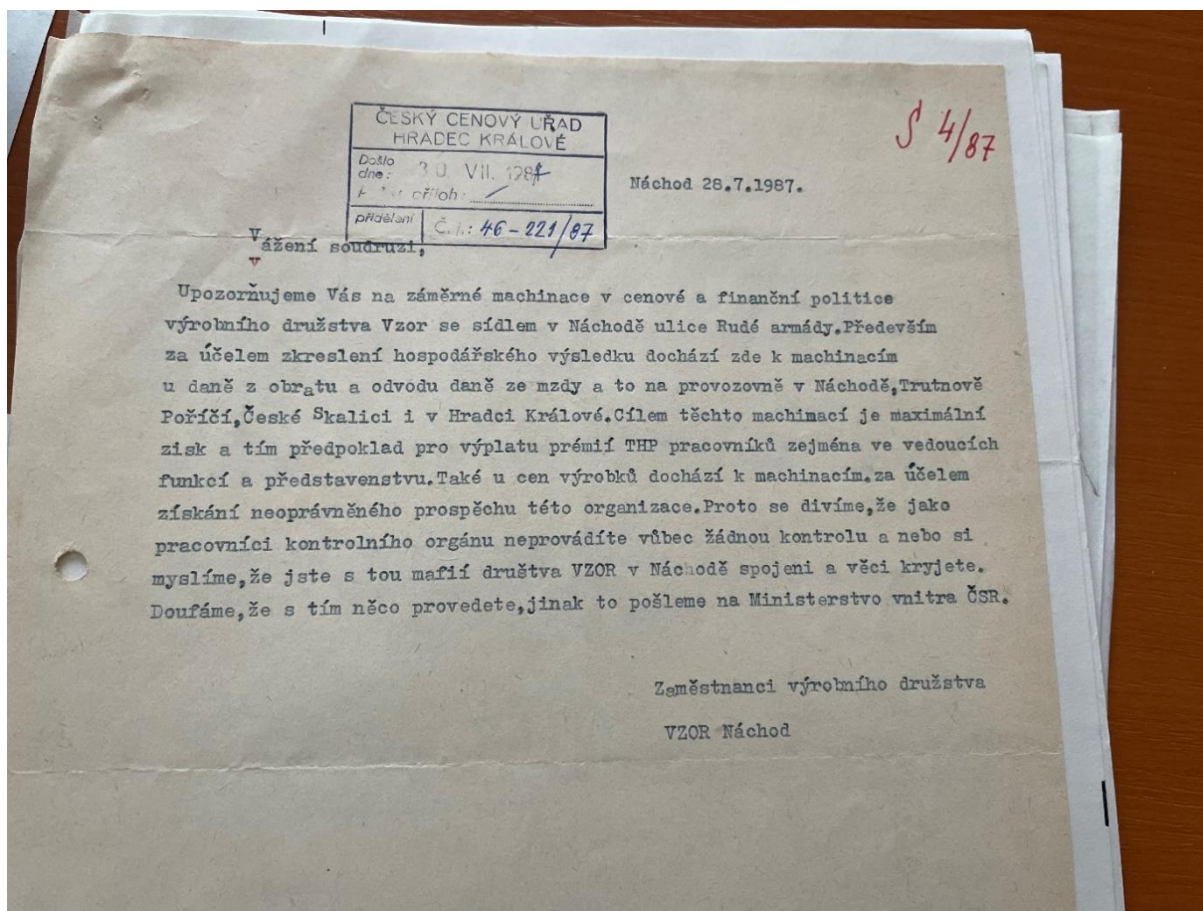 ČESKÝ CENOVÝ ÚŘAD
HRADEC KRÁLOVÉ
Došlo
dne: 30. VII. 1987
příloh:
přidělení
Č.j.: 46-221/87
S 4/87
Náchod 28.7.1987.
Vážení soudruzi,
Upozorňujeme Vás na záměrné machinace v cenové a finanční politice
výrobního družstva Vzor se sídlem v Náchodě ulice Rudé armády.Především
za účelem zkreslení hospodářského výsledku dochází zde k machinacím
u daně z obratu a odvodu daně ze mzdy a to na provozovně v Náchodě,Trutnově
Poříčí,České Skalici i v Hradci Králové.Cílem těchto machinací je maximální
zisk a tím předpoklad pro výplatu prémií THP pracovníků zejména ve vedoucích
funkcí a představenstvu.Také u cen výrobků dochází k machinacím.za účelem
získání neoprávněného prospěchu této organizace.Proto se divíme,že jako
pracovníci kontrolního orgánu neprovádíte vůbec žádnou kontrolu a nebo si
myslíme,že jste s tou mafií društva VZOR v Náchodě spojeni a věci kryjete.
Doufáme,že s tím něco provedete,jinak to pošleme na Ministerstvo vnitra ČSR.
Zaměstnanci výrobního družstva
VZOR Náchod